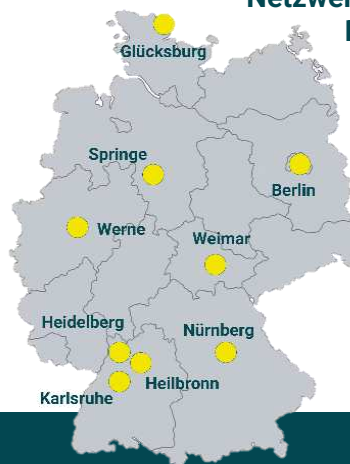 Glücksburg
Springe
Berlin
Werne
Weimar
Heidelberg
Nürnberg
Heilbronn
Karlsruhe